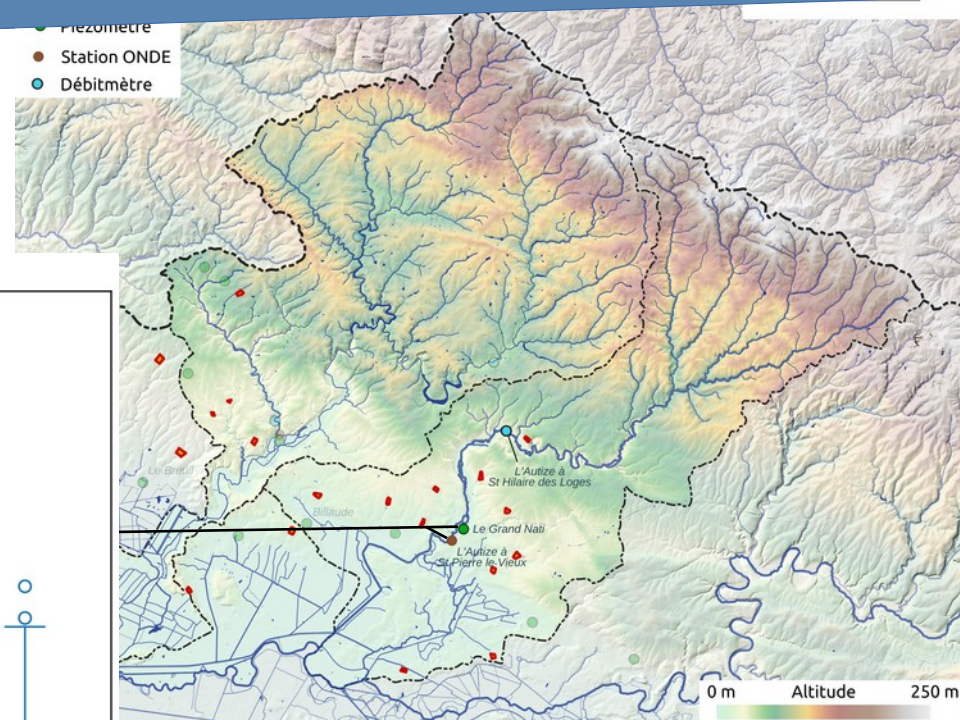 Piézomètre
Station ONDE
Débitmètre
L'Autize à
St Hilaire des Loges
Le Breuil
Billaude
Le Grand Nati
L'Autize à
St Pierre le Vieux
0 m Altitude 250 m